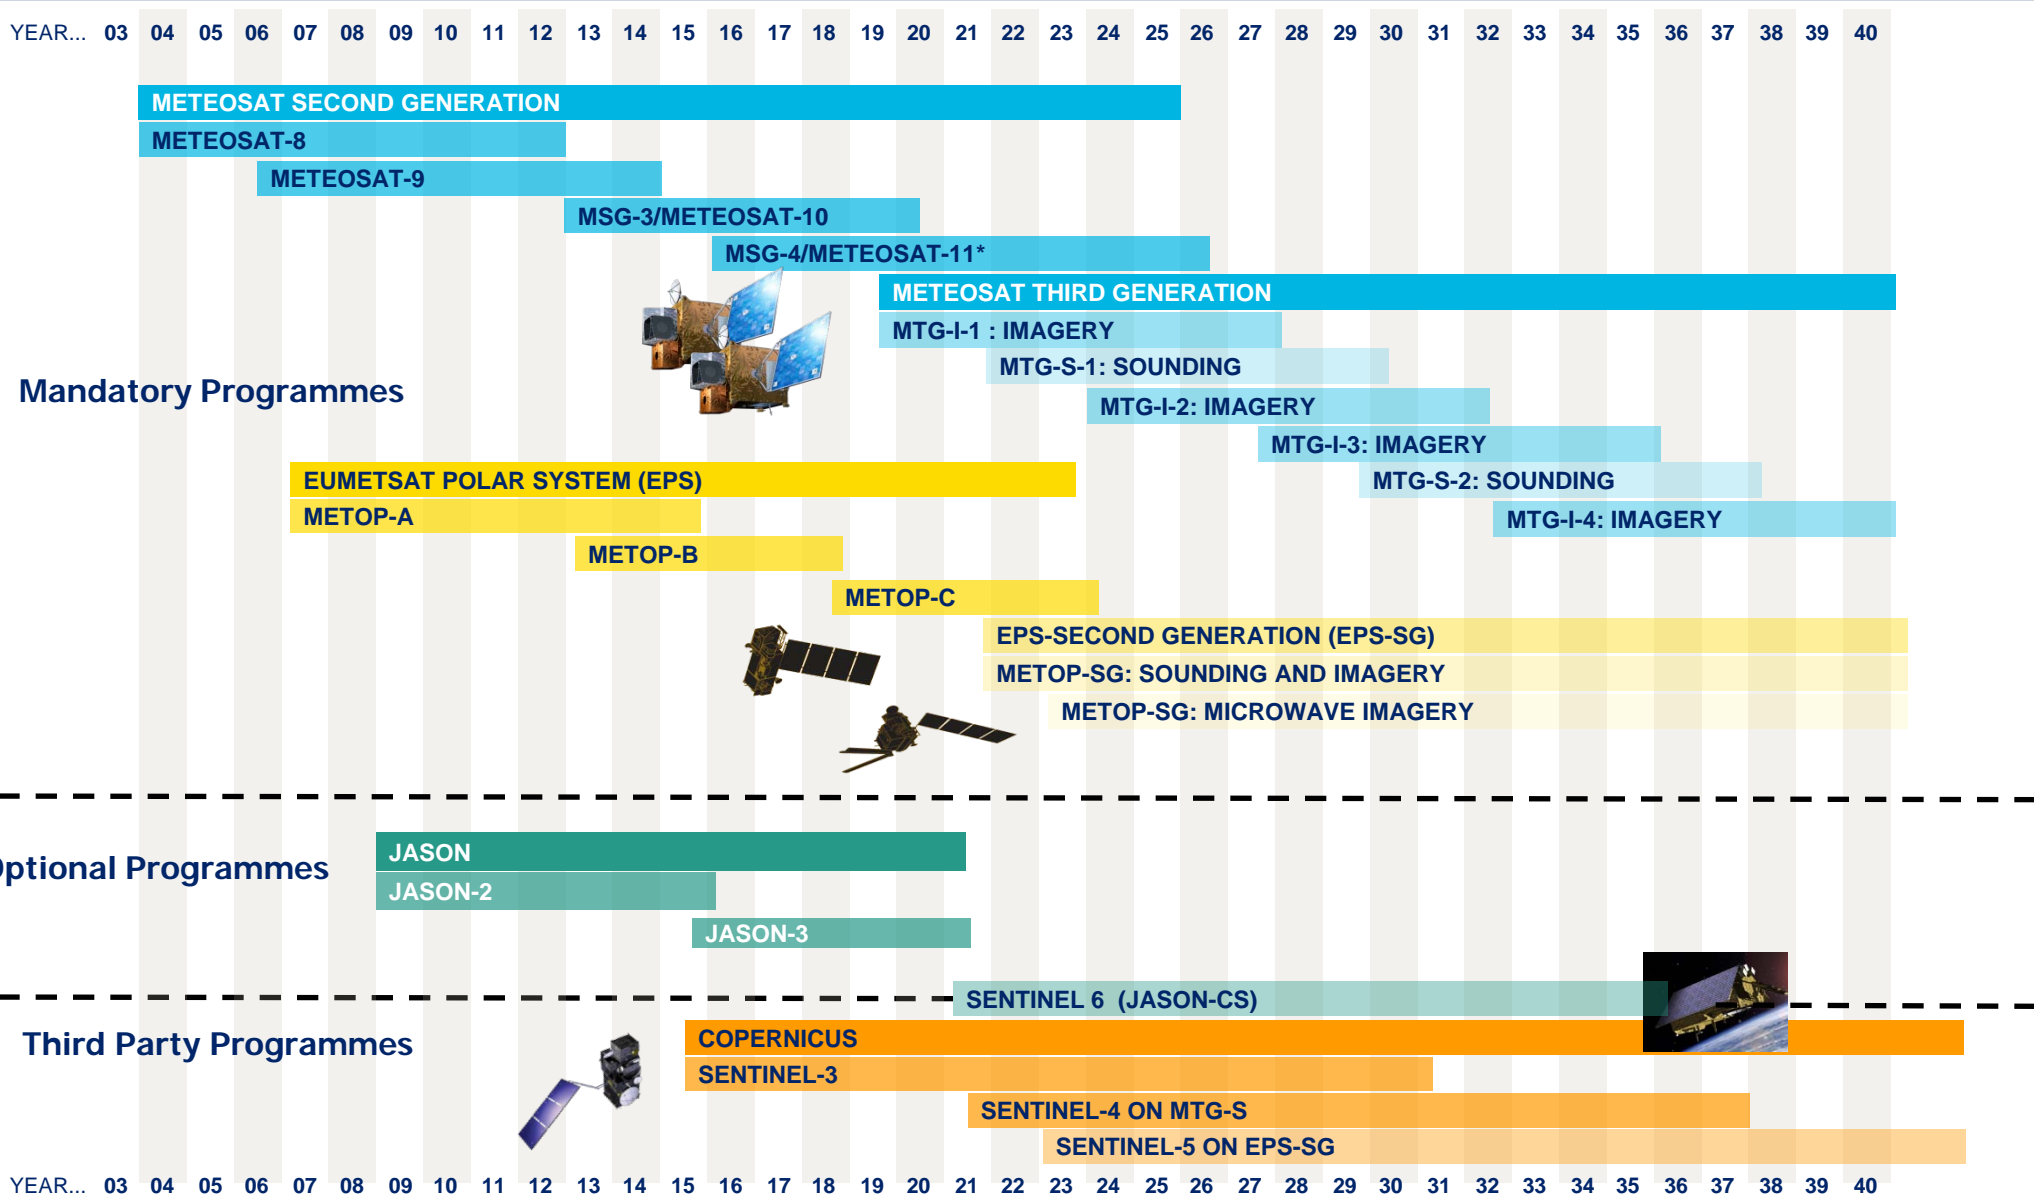 YEAR... 03 04 05 06 07 08 09 10 11 12 13 14 15 16 17 18 19 20 21 22 23 24 25 26 27 28 29 30 31 32 33 34 35 36 37 38 39 40
METEOSAT SECOND GENERATION
METEOSAT-8
METEOSAT-9
MSG-3/METEOSAT-10
MSG-4/METEOSAT-11*
METEOSAT THIRD GENERATION
MTG-I-1 : IMAGERY
MTG-S-1: SOUNDING
Mandatory Programmes
MTG-I-2: IMAGERY
MTG-I-3: IMAGERY
EUMETSAT POLAR SYSTEM (EPS)
MTG-S-2: SOUNDING
METOP-A
MTG-I-4: IMAGERY
METOP-B
METOP-C
EPS-SECOND GENERATION (EPS-SG)
METOP-SG: SOUNDING AND IMAGERY
METOP-SG: MICROWAVE IMAGERY
JASON
Optional Programmes
JASON-2
JASON-3
SENTINEL 6 (JASON-CS)
Third Party Programmes
COPERNICUS
SENTINEL-3
SENTINEL-4 ON MTG-S
SENTINEL-5 ON EPS-SG
YEAR... 03 04 05 06 07 08 09 10 11 12 13 14 15 16 17 18 19 20 21 22 23 24 25 26 27 28 29 30 31 32 33 34 35 36 37 38 39 40